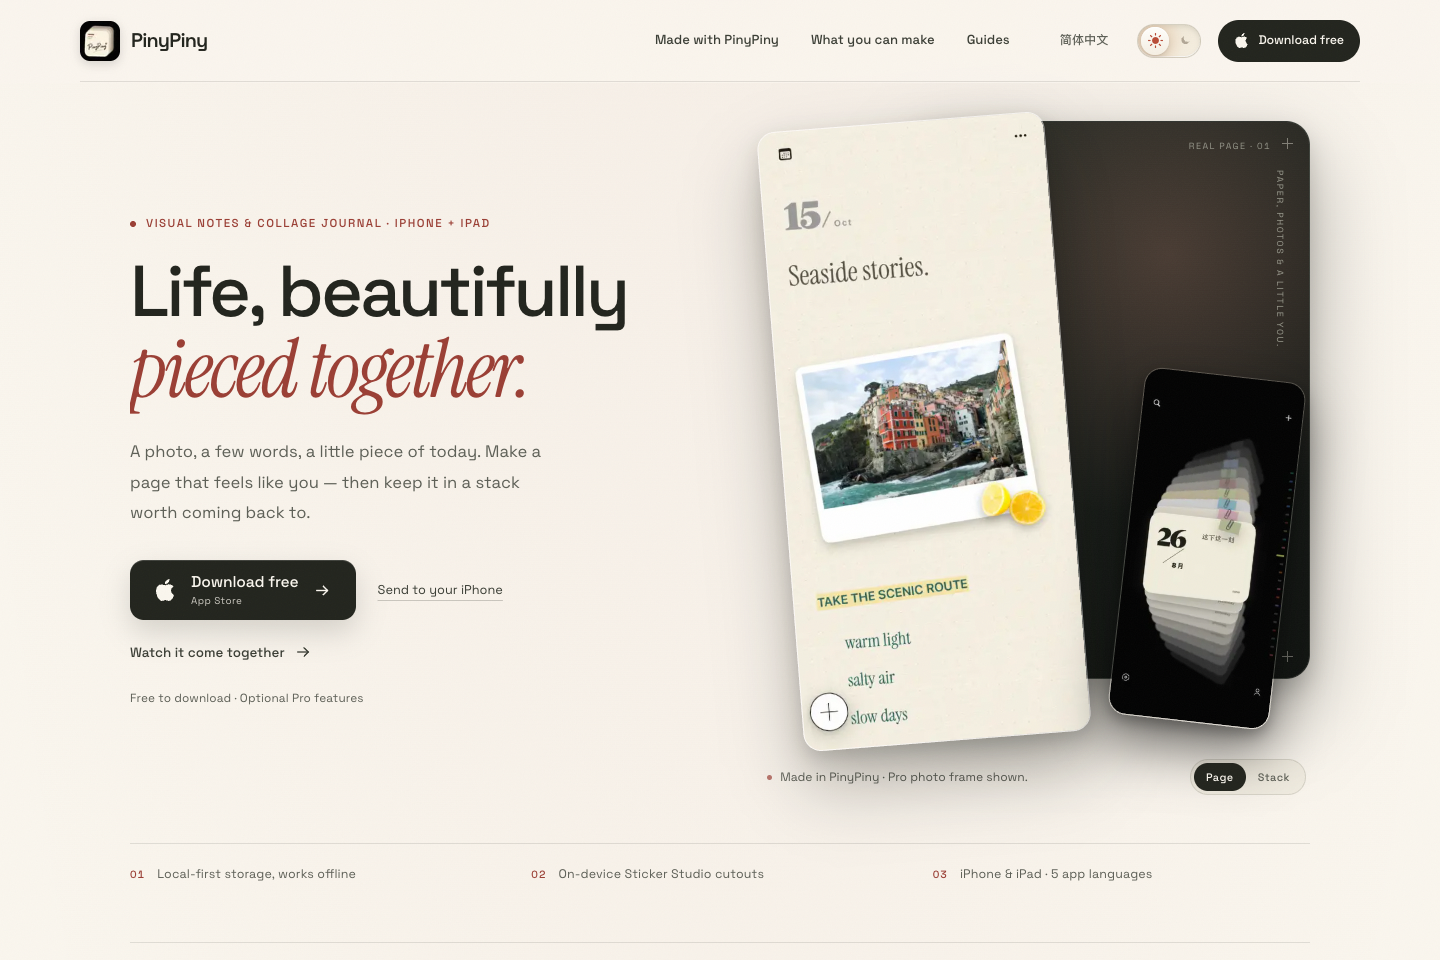 PinyPiny
Made with PinyPiny
What you can make
Guides
简体中文
Download free
VISUAL NOTES & COLLAGE JOURNAL · IPHONE + IPAD
Life, beautifully
pieced together.
A photo, a few words, a little piece of today. Make a
page that feels like you — then keep it in a stack
worth coming back to.
Download free
App Store
Send to your iPhone
Watch it come together
Free to download · Optional Pro features
15/ Oct
Seaside stories.
TAKE THE SCENIC ROUTE
warm light
salty air
slow days
REAL PAGE · 01
PAPER, PHOTOS & A LITTLE YOU.
26
8月
这下这一刻
Made in PinyPiny · Pro photo frame shown.
Page
Stack
01 Local-first storage, works offline
02 On-device Sticker Studio cutouts
03 iPhone & iPad · 5 app languages